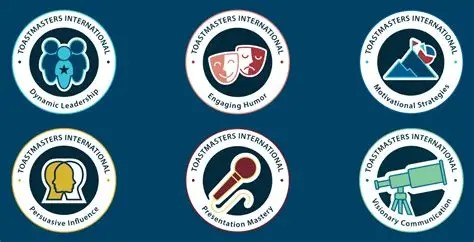 TOASTMASTERS INTERNATIONAL
Dynamic Leadership
TOASTMASTERS INTERNATIONAL
Engaging Humor
TOASTMASTERS INTERNATIONAL
Motivational Strategies
TOASTMASTERS INTERNATIONAL
Persuasive Influence
TOASTMASTERS INTERNATIONAL
Presentation Mastery
TOASTMASTERS INTERNATIONAL
Visionary Communication